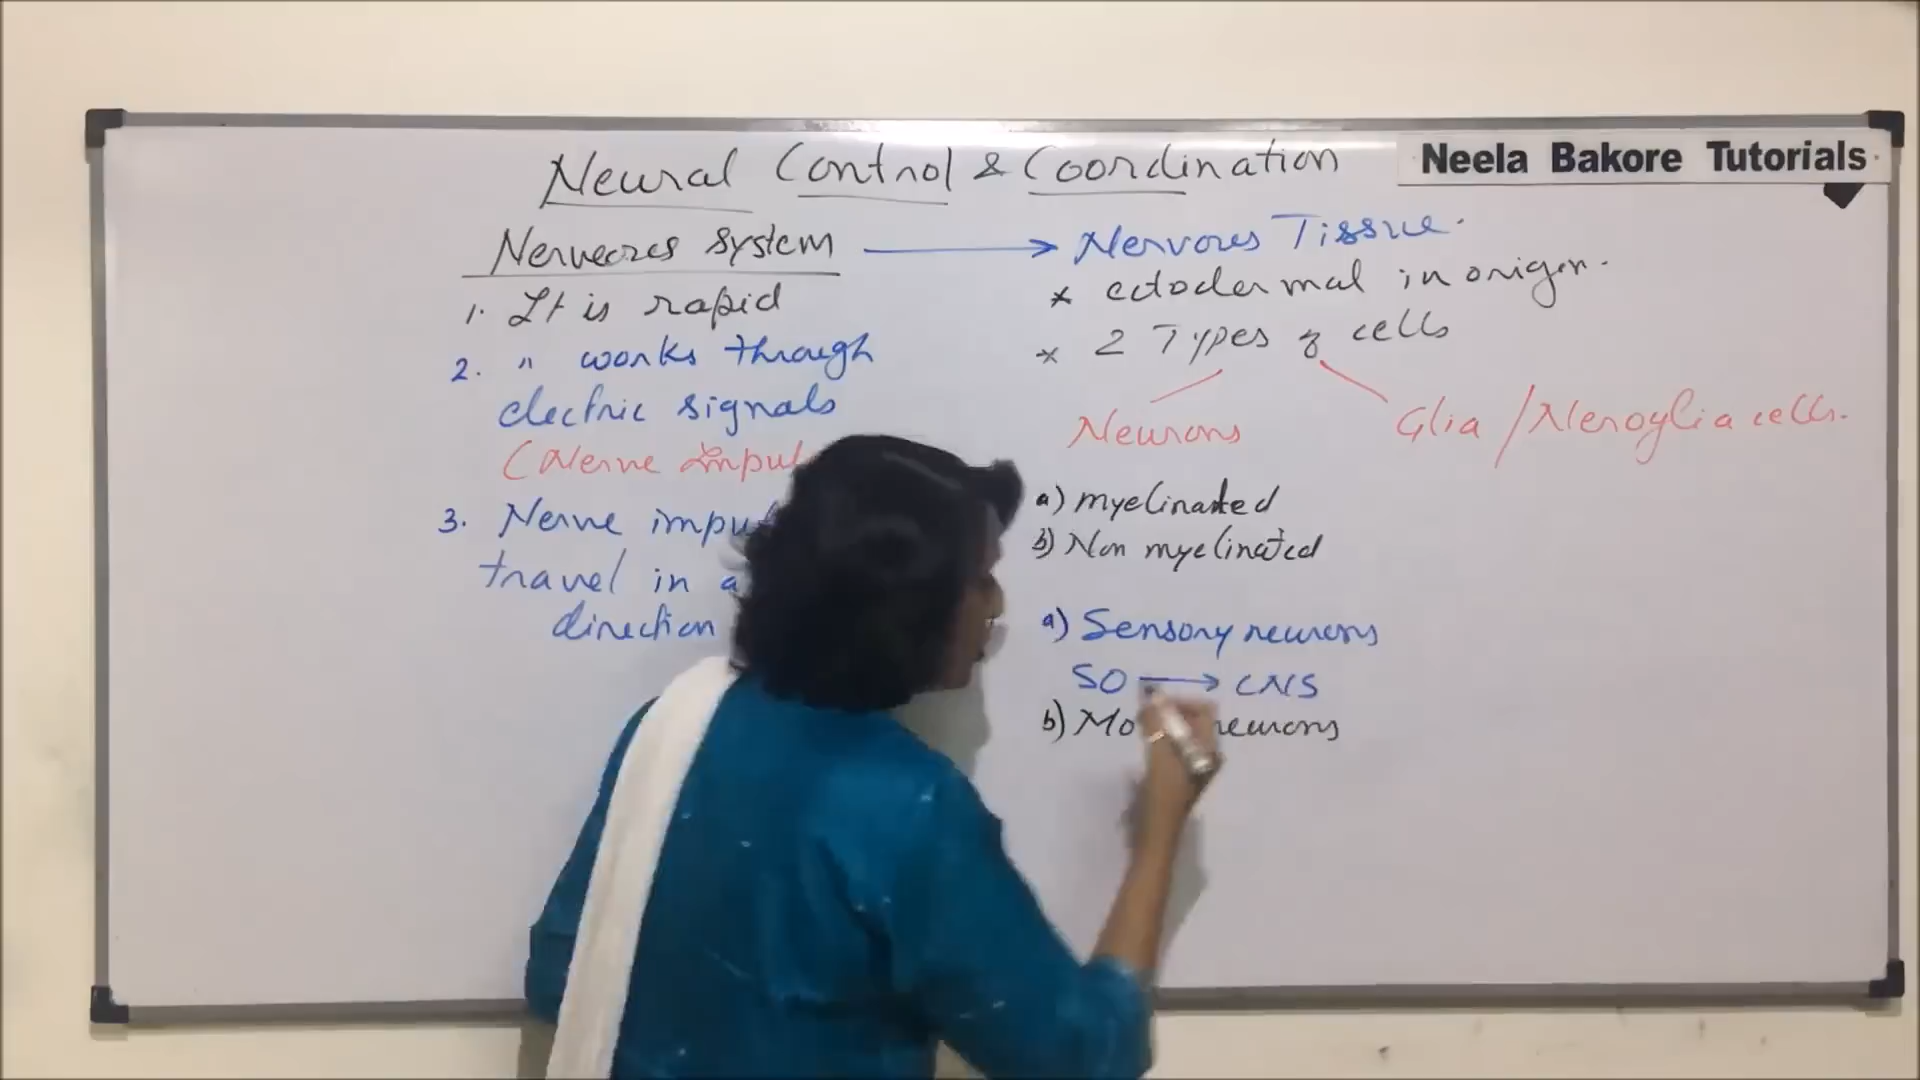 Neela Bakore Tutorials
Neural Control & Coordination
Nerveores System → Nervous Tissue.
1. It is rapid
2. " works through
electric signals
(Nerve
3. Nerve
travel in a
direction
* ectodermal in origin.
* 2 Types of cells
Neurons
Glia / Neroglia cells.
a) myelinated
b) Non myelinated
a) Sensory neurons
SO → CNS
b) neurons